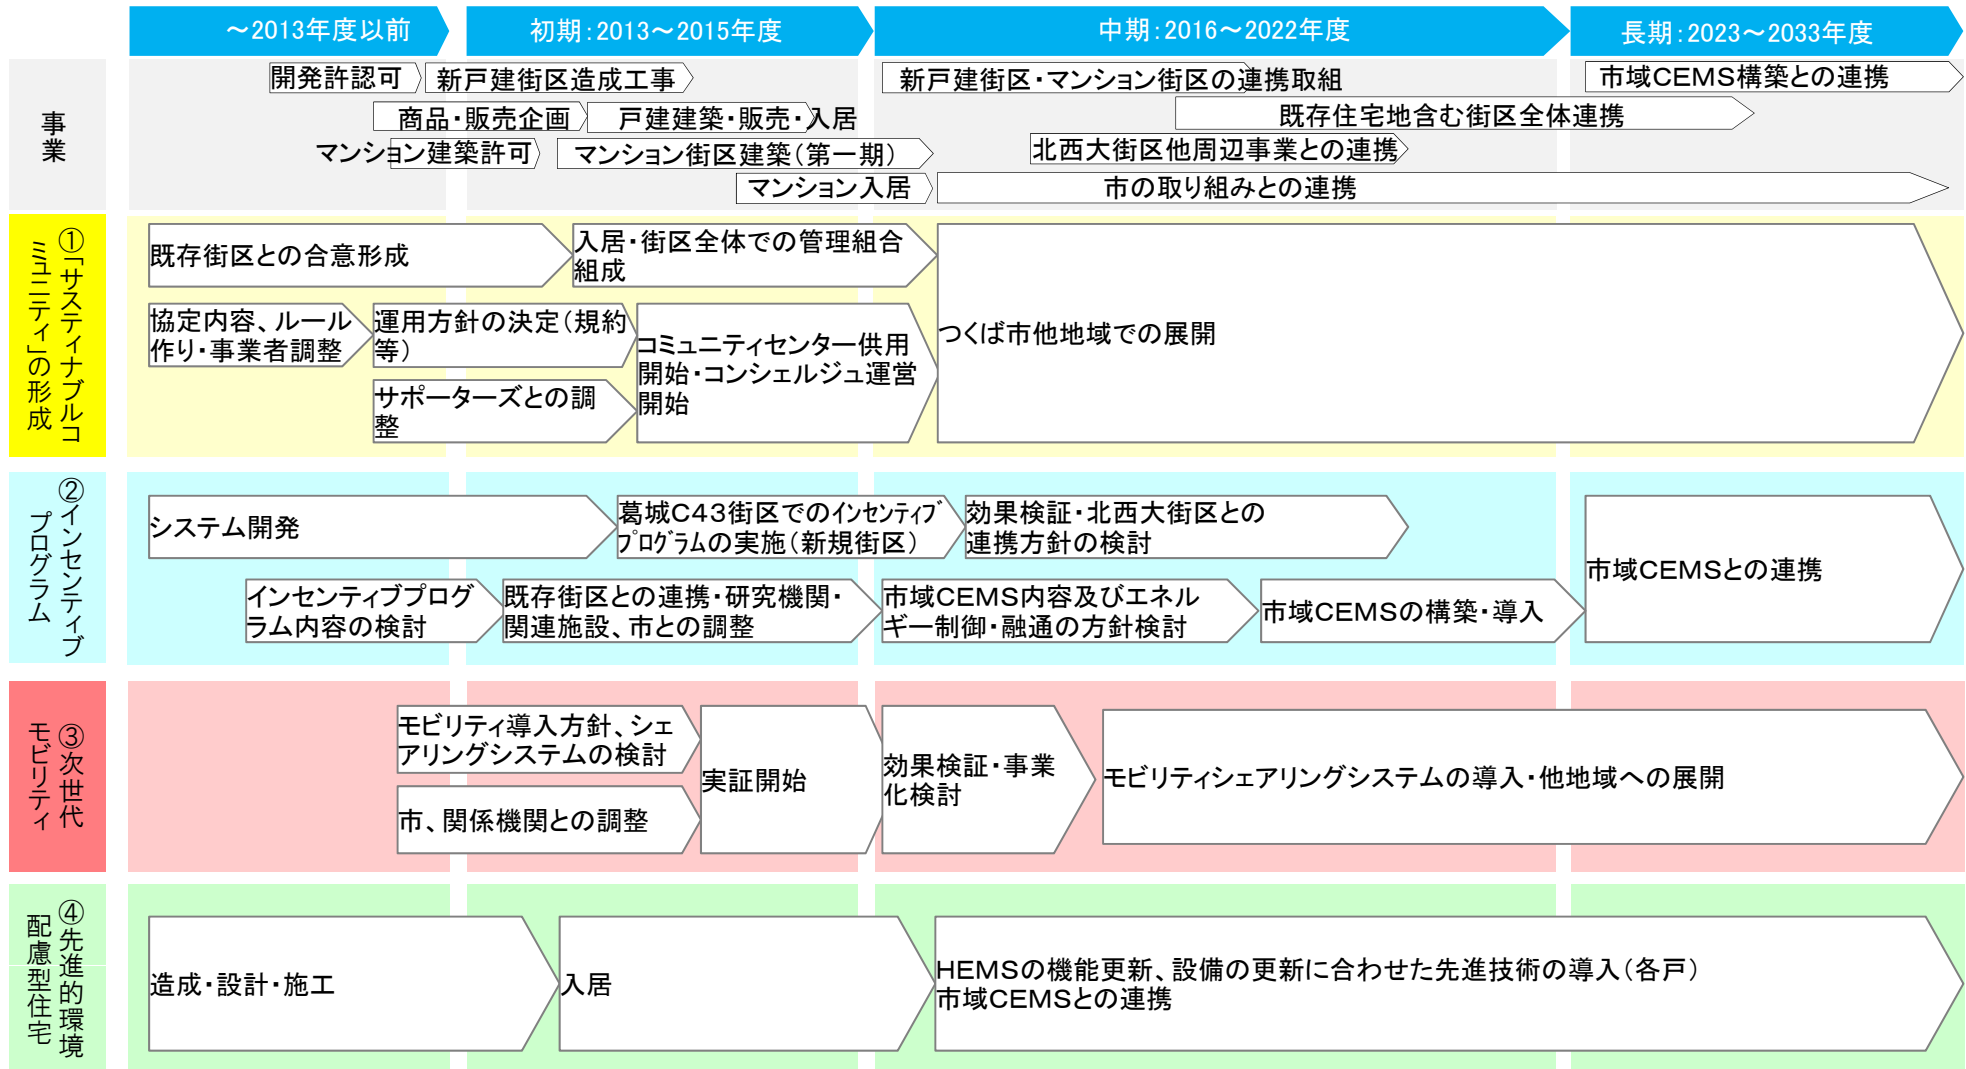 ～2013年度以前
初期：2013～2015年度
中期：2016～2022年度
長期：2023～2033年度
事業
開発許認可
新戸建街区造成工事
新戸建街区・マンション街区の連携取組
市域CEMS構築との連携
商品・販売企画
戸建建築・販売・入居
既存住宅地含む街区全体連携
マンション建築許可
マンション街区建築（第一期）
北西大街区他周辺事業との連携
マンション入居
市の取り組みとの連携
①「サスティナブルコ
ミュニティ」の形成
既存街区との合意形成
入居・街区全体での管理組合
組成
協定内容、ルール
作り・事業者調整
運用方針の決定（規約
等）
サポーターズとの調
整
コミュニティセンター供用
開始・コンシェルジュ運営
開始
つくば市他地域での展開
②インセンティブ
プログラム
システム開発
葛城C43街区でのインセンティブ
プログラムの実施（新規街区）
効果検証・北西大街区との
連携方針の検討
インセンティブプログ
ラム内容の検討
既存街区との連携・研究機関・
関連施設、市との調整
市域CEMS内容及びエネル
ギー制御・融通の方針検討
市域CEMSの構築・導入
市域CEMSとの連携
③次世代
モビリティ
モビリティ導入方針、シェ
アリングシステムの検討
市、関係機関との調整
実証開始
効果検証・事業
化検討
モビリティシェアリングシステムの導入・他地域への展開
④先進的環境
配慮型住宅
造成・設計・施工
入居
HEMSの機能更新、設備の更新に合わせた先進技術の導入（各戸）
市域CEMSとの連携